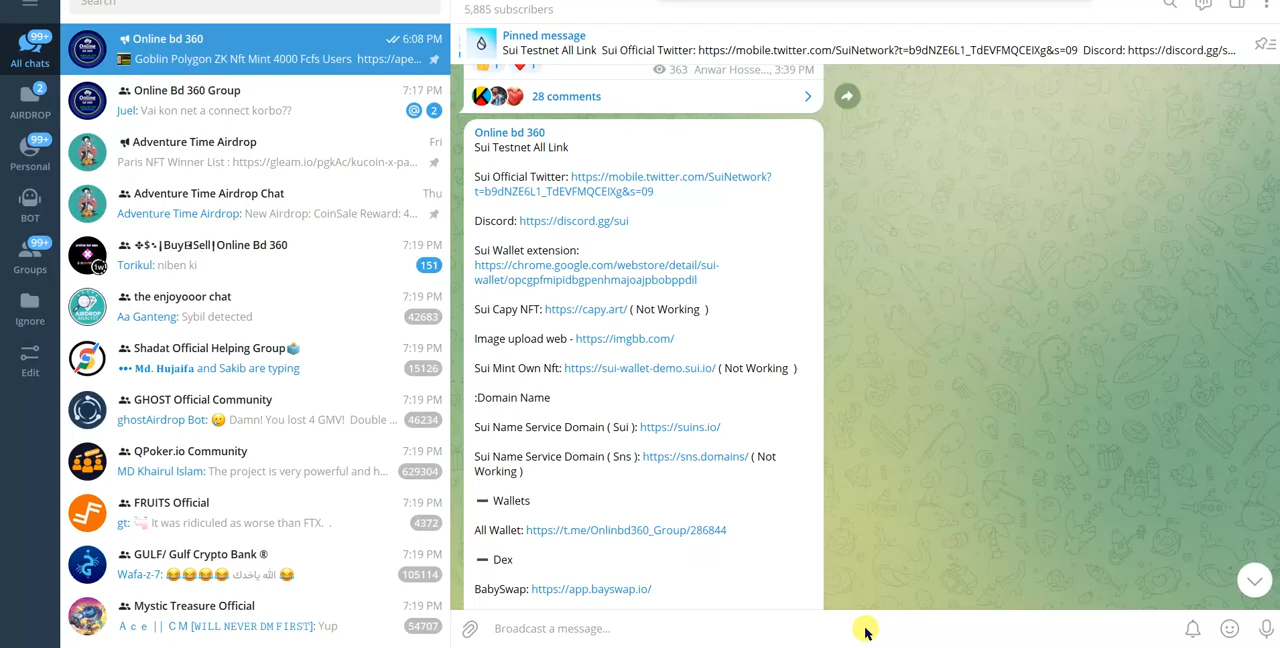 Search
99+
All chats
2
AIRDROP
99+
Personal
BOT
99+
Groups
Ignore
Edit
Online bd 360
6:08 PM
Goblin Polygon ZK Nft Mint 4000 Fcfs Users https://ape...
Online Bd 360 Group
7:17 PM
Juel: Vai kon net a connect korbo??
@ 2
Adventure Time Airdrop
Fri
Paris NFT Winner List : https://gleam.io/pgkAc/kucoin-x-pa...
Adventure Time Airdrop Chat
Thu
Adventure Time Airdrop: New Airdrop: CoinSale Reward: 4...
Online Bd 360
7:19 PM
Torikul: niben ki
151
1w
the enjoyooor chat
7:19 PM
Aa Ganteng: Sybil detected
42683
Shadat Official Helping Group
7:19 PM
••• 𝐌𝐝. 𝐇𝐮𝐣𝐚𝐢𝐟𝐚 and Sakib are typing
15126
GHOST Official Community
7:19 PM
ghostAirdrop Bot: 🥲 Damn! You lost 4 GMV! Double ...
46234
QPoker.io Community
7:19 PM
MD Khairul Islam: The project is very powerful and h...
629304
FRUITS Official
7:19 PM
gt: It was ridiculed as worse than FTX. .
4372
GULF/ Gulf Crypto Bank ®
7:19 PM
Wafa-z-7: 😂😂😂😂 الله ياخدك 😂
105114
Mystic Treasure Official
7:19 PM
Ａｃｅ || ＣＭ [𝚆𝙸𝙻𝙻 𝙽𝙴𝚅𝙴𝚁 𝙳𝙼 𝙵𝙸𝚁𝚂𝚃]: Yup
54707
5,885 subscribers
Pinned message
Sui Testnet All Link Sui Official Twitter: https://mobile.twitter.com/SuiNetwork?t=b9dNZE6L1_TdEVFMQCEIXg&s=09 Discord: https://discord.gg/s...
363 Anwar Hosse..., 3:39 PM
28 comments
Online bd 360
Sui Testnet All Link
Sui Official Twitter: https://mobile.twitter.com/SuiNetwork?
t=b9dNZE6L1_TdEVFMQCEIXg&s=09
Discord: https://discord.gg/sui
Sui Wallet extension:
https://chrome.google.com/webstore/detail/sui-
wallet/opcgpfmipidbgpenhmajoajpbobppdil
Sui Capy NFT: https://capy.art/ ( Not Working )
Image upload web - https://imgbb.com/
Sui Mint Own Nft: https://sui-wallet-demo.sui.io/ ( Not Working )
:Domain Name
Sui Name Service Domain ( Sui ): https://suins.io/
Sui Name Service Domain ( Sns ): https://sns.domains/ ( Not
Working )
➖ Wallets
All Wallet: https://t.me/Onlinbd360_Group/286844
➖ Dex
BabySwap: https://app.bayswap.io/
Broadcast a message...